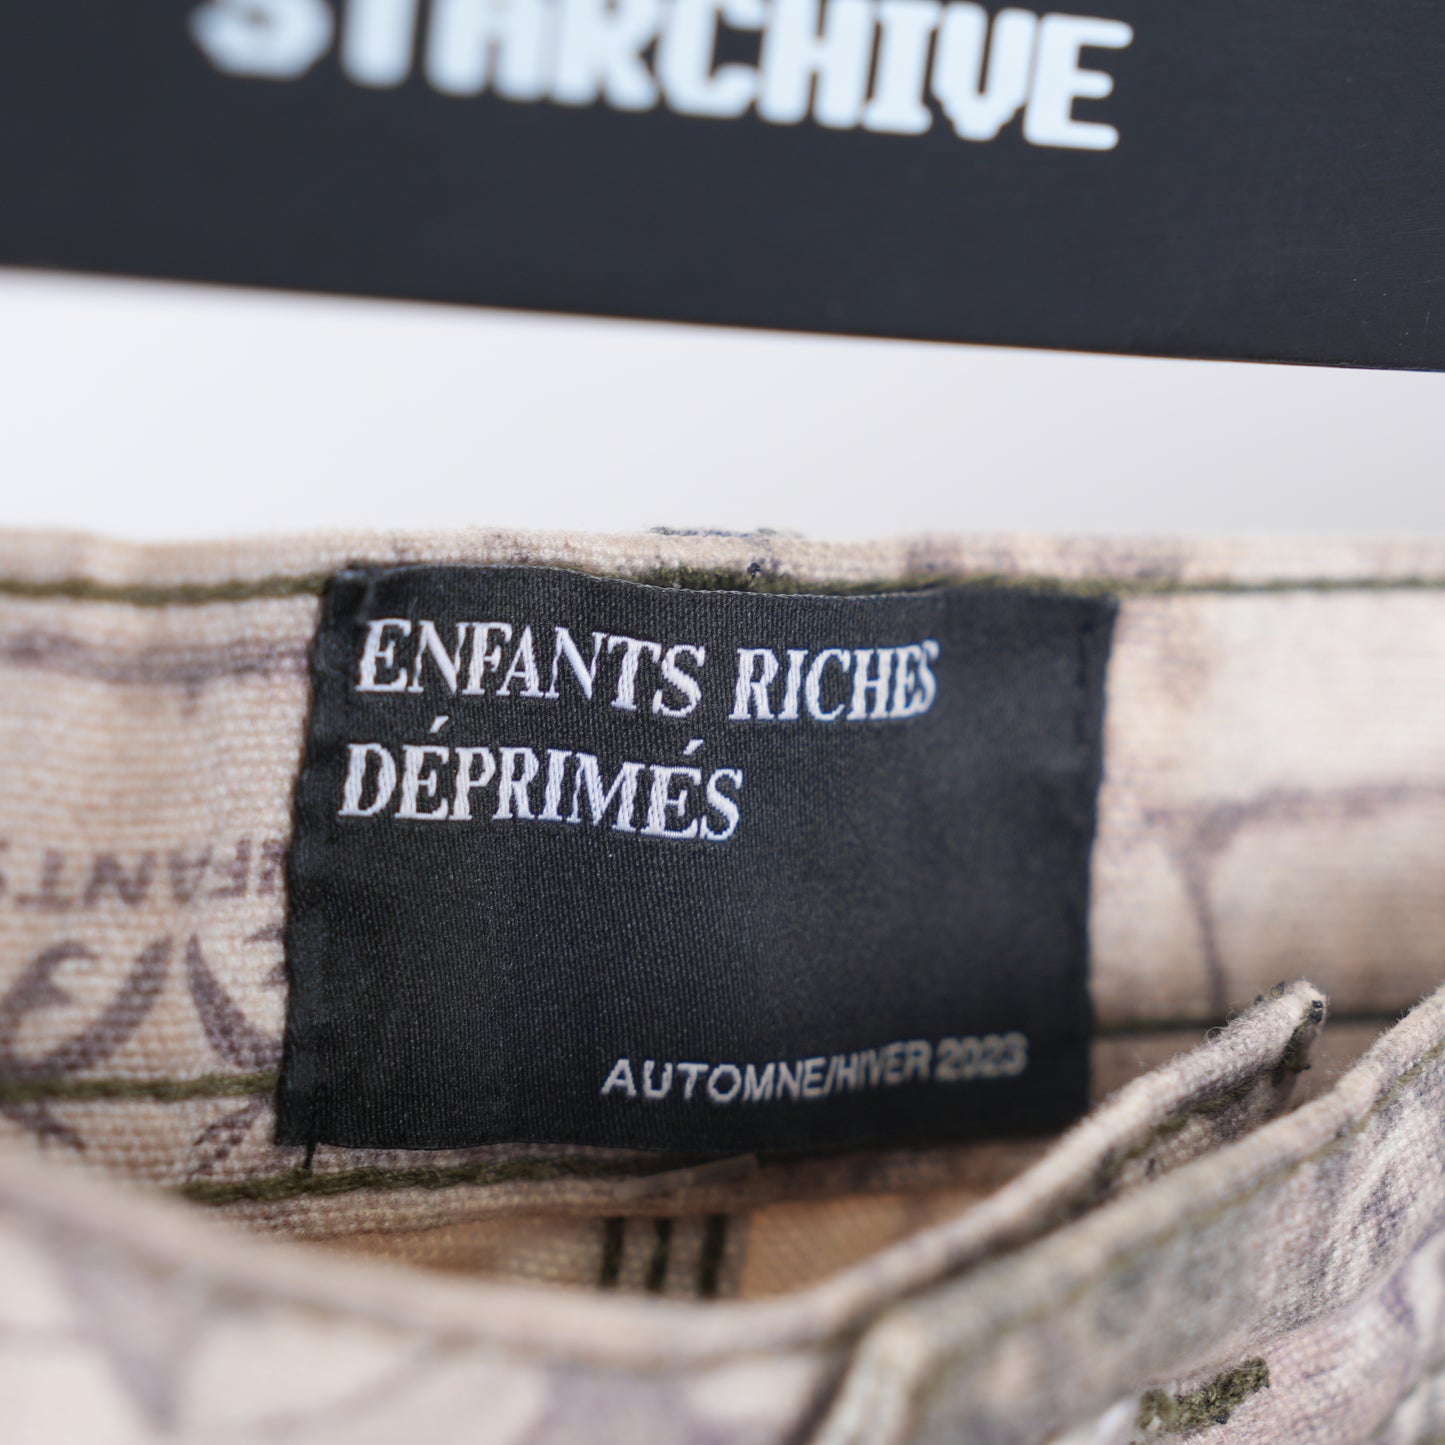 STARCHIVE
ENFANTS RICHES
DÉPRIMÉS
AUTOMNE/HIVER 2023